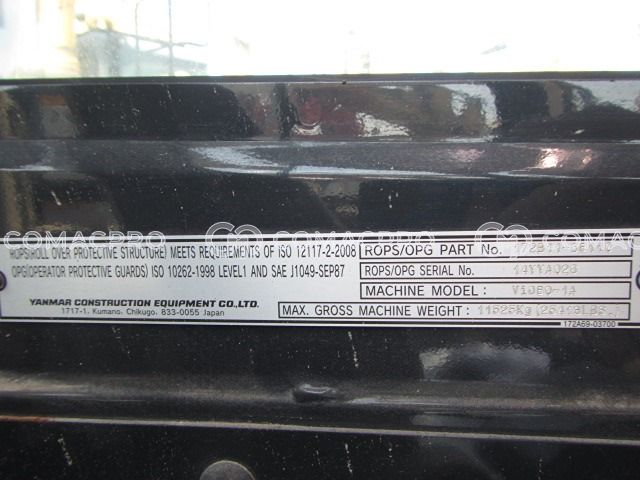 ROPS(ROLL OVER PROTECTIVE STRUCTURE) MEETS REQUIREMENTS OF ISO 12117-2-2008
OPG(OPERATOR PROTECTIVE GUARDS) ISO 10262-1998 LEVEL1 AND SAE J1049-SEP87
YANMAR CONSTRUCTION EQUIPMENT CO.,LTD.
1717-1. Kumano. Chikugo. 833-0055 Japan
ROPS/OPG PART No.
ROPS/OPG SERIAL No.
MACHINE MODEL:
MAX. GROSS MACHINE WEIGHT:
172A69-03700
COMACPRO
COMACPRO
COMACPRO